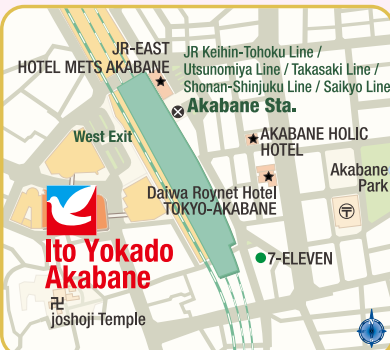 JR-EAST
HOTEL METS AKABANE
JR Keihin-Tohoku Line /
Utsunomiya Line / Takasaki Line /
Shonan-Shinjuku Line / Saikyo Line
Akabane Sta.
West Exit
AKABANE HOLIC
HOTEL
Akabane
Park
Daiwa Roynet Hotel
TOKYO-AKABANE
Ito Yokado
Akabane
7-ELEVEN
joshoji Temple